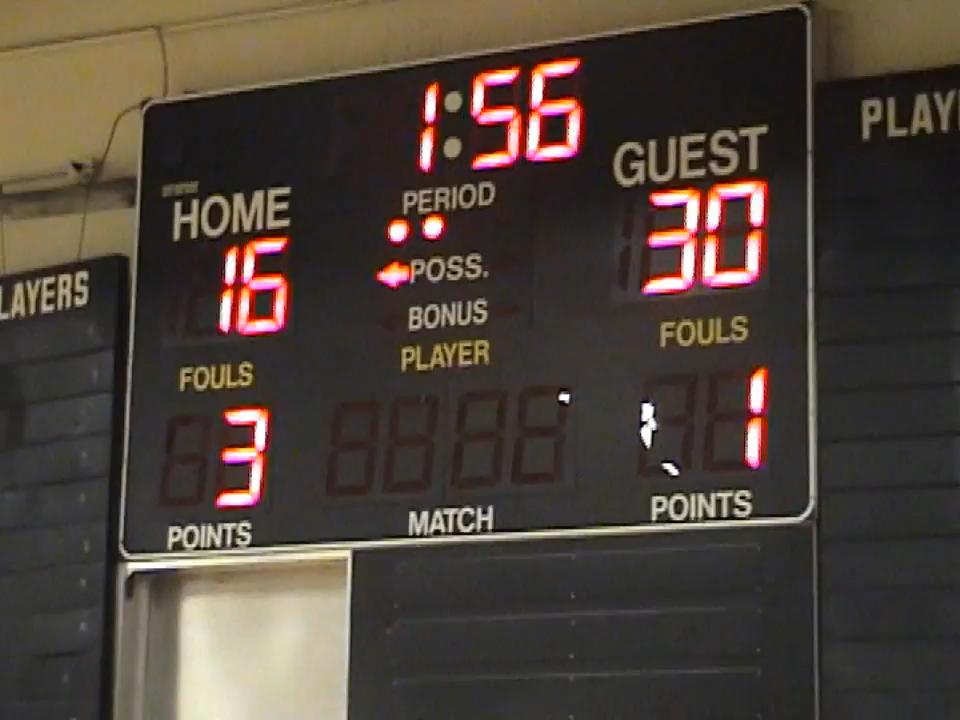 1:56
PERIOD
HOME
GUEST
16
30
POSS.
BONUS
FOULS
PLAYER
FOULS
3
1
POINTS
MATCH
POINTS
LAYERS
PLAY